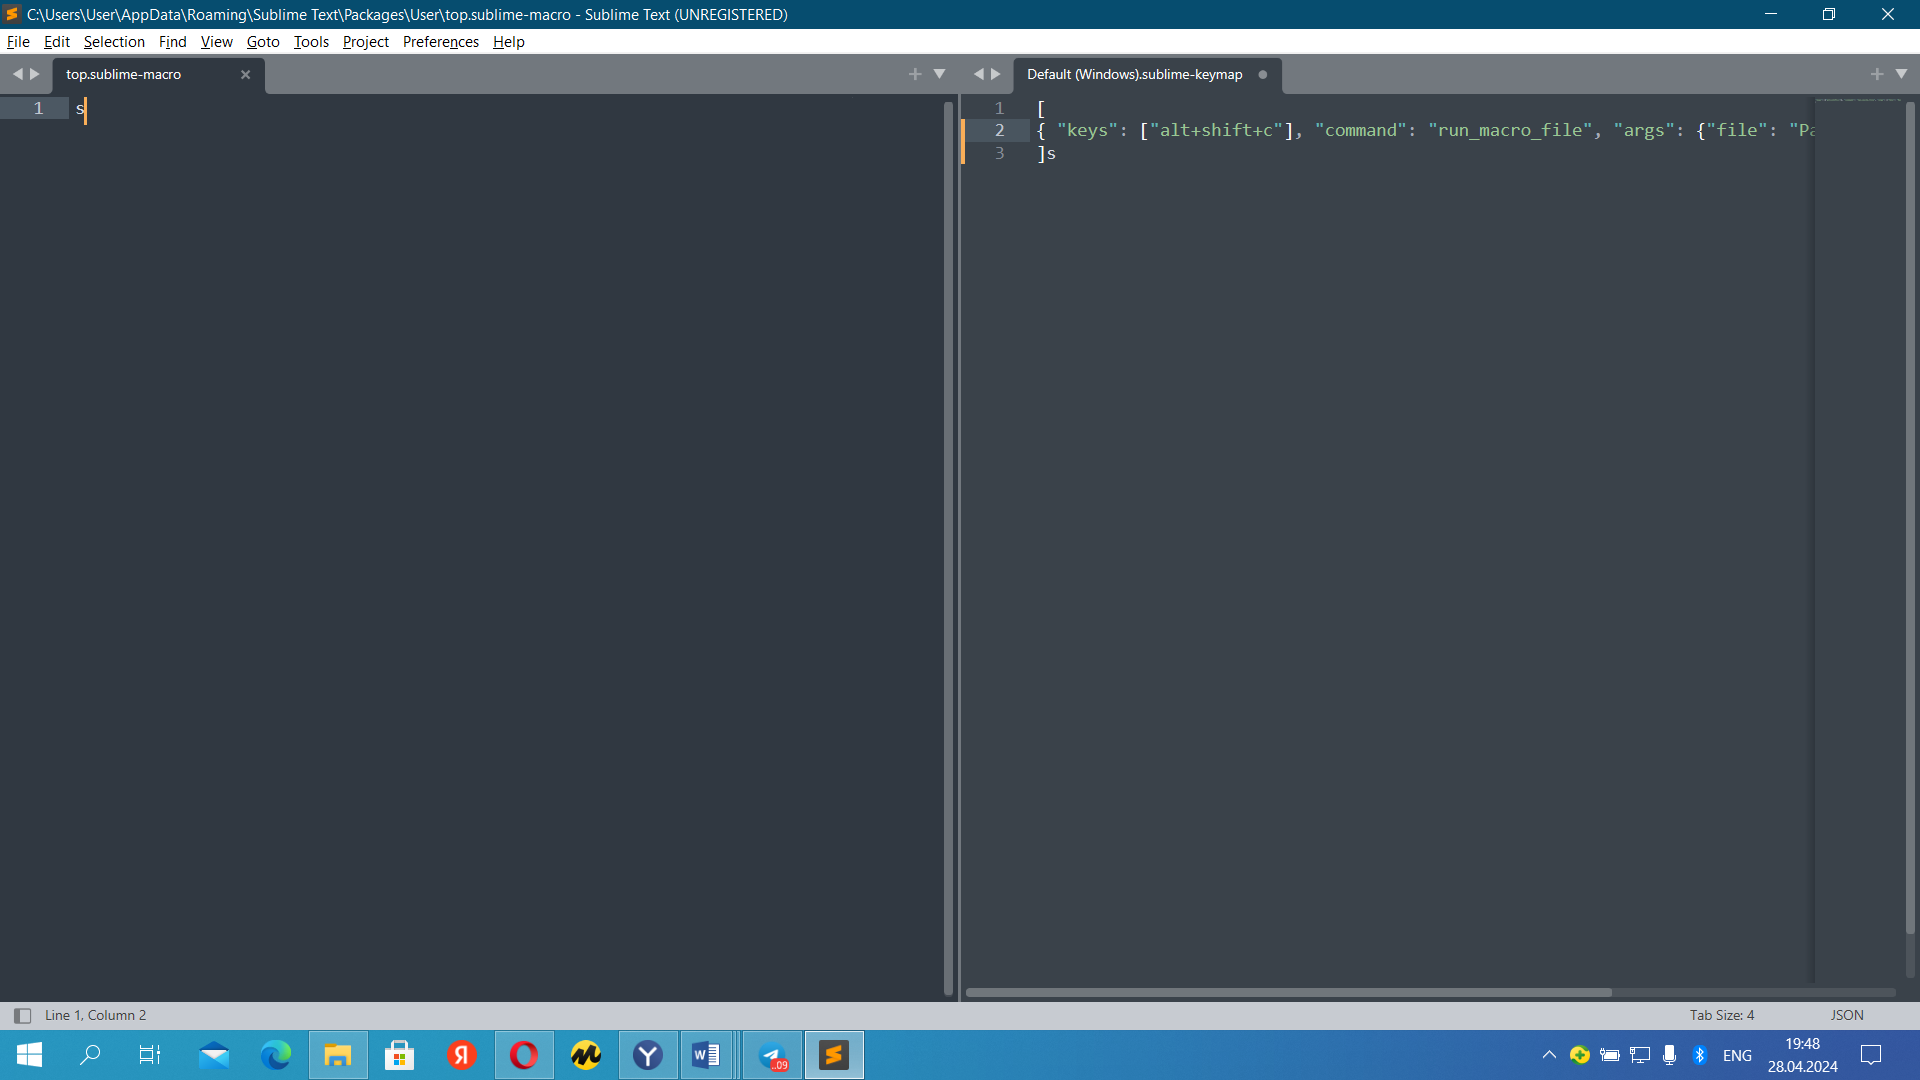 C:\Users\User\AppData\Roaming\Sublime Text\Packages\User\top.sublime-macro - Sublime Text (UNREGISTERED)
File Edit Selection Find View Goto Tools Project Preferences Help
top.sublime-macro
Default (Windows).sublime-keymap
1 s
1 [
2 { "keys": ["alt+shift+c"], "command": "run_macro_file", "args": {"file": "Pa
3 ]s
Line 1, Column 2
Tab Size: 4
JSON
..09
ENG
19:48
28.04.2024